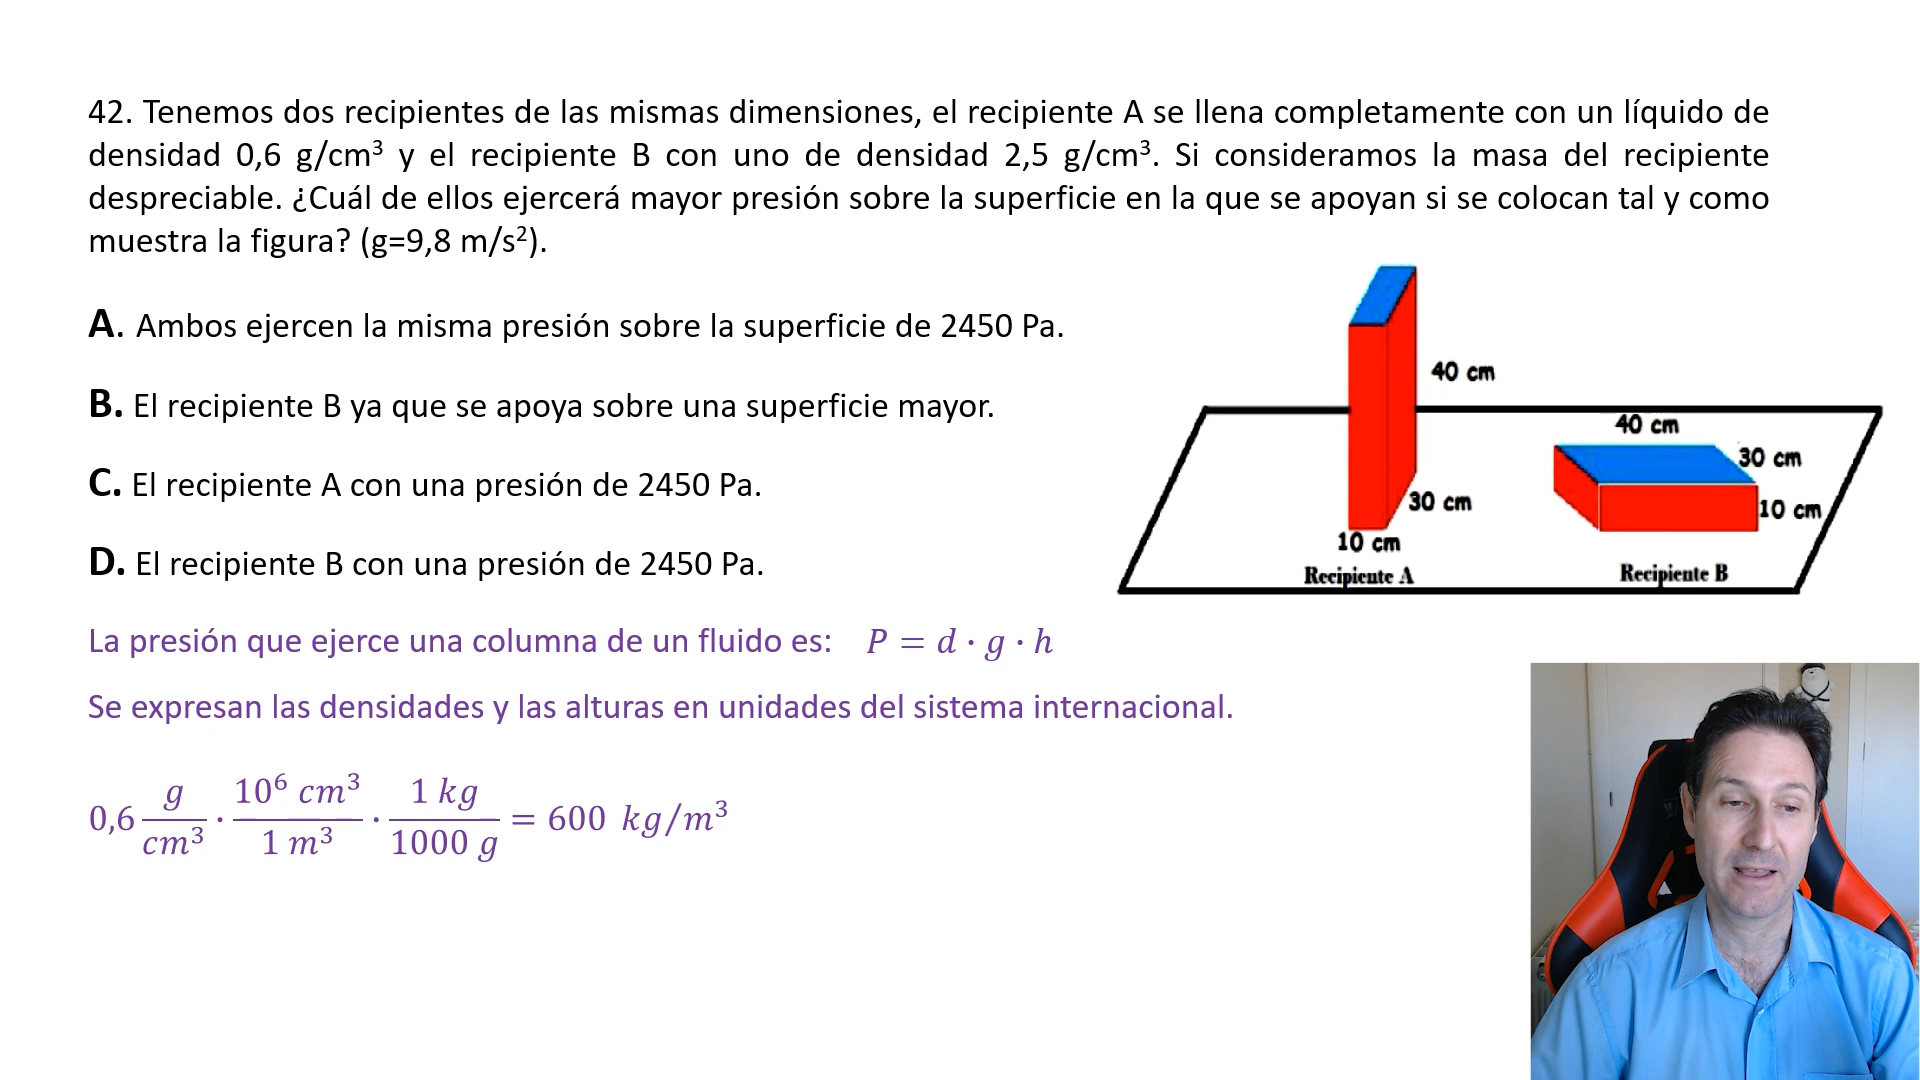 42. Tenemos dos recipientes de las mismas dimensiones, el recipiente A se llena completamente con un líquido de
densidad 0,6 g/cm³ y el recipiente B con uno de densidad 2,5 g/cm³. Si consideramos la masa del recipiente
despreciable. ¿Cuál de ellos ejercerá mayor presión sobre la superficie en la que se apoyan si se colocan tal y como
muestra la figura? (g=9,8 m/s²).
A. Ambos ejercen la misma presión sobre la superficie de 2450 Pa.
B. El recipiente B ya que se apoya sobre una superficie mayor.
C. El recipiente A con una presión de 2450 Pa.
D. El recipiente B con una presión de 2450 Pa.
40 cm
30 cm
10 cm
Recipiente A
40 cm
30 cm
10 cm
Recipiente B
La presión que ejerce una columna de un fluido es: P = d · g · h
Se expresan las densidades y las alturas en unidades del sistema internacional.
0,6 g/cm³ · 10⁶ cm³/1 m³ · 1 kg/1000 g = 600 kg/m³